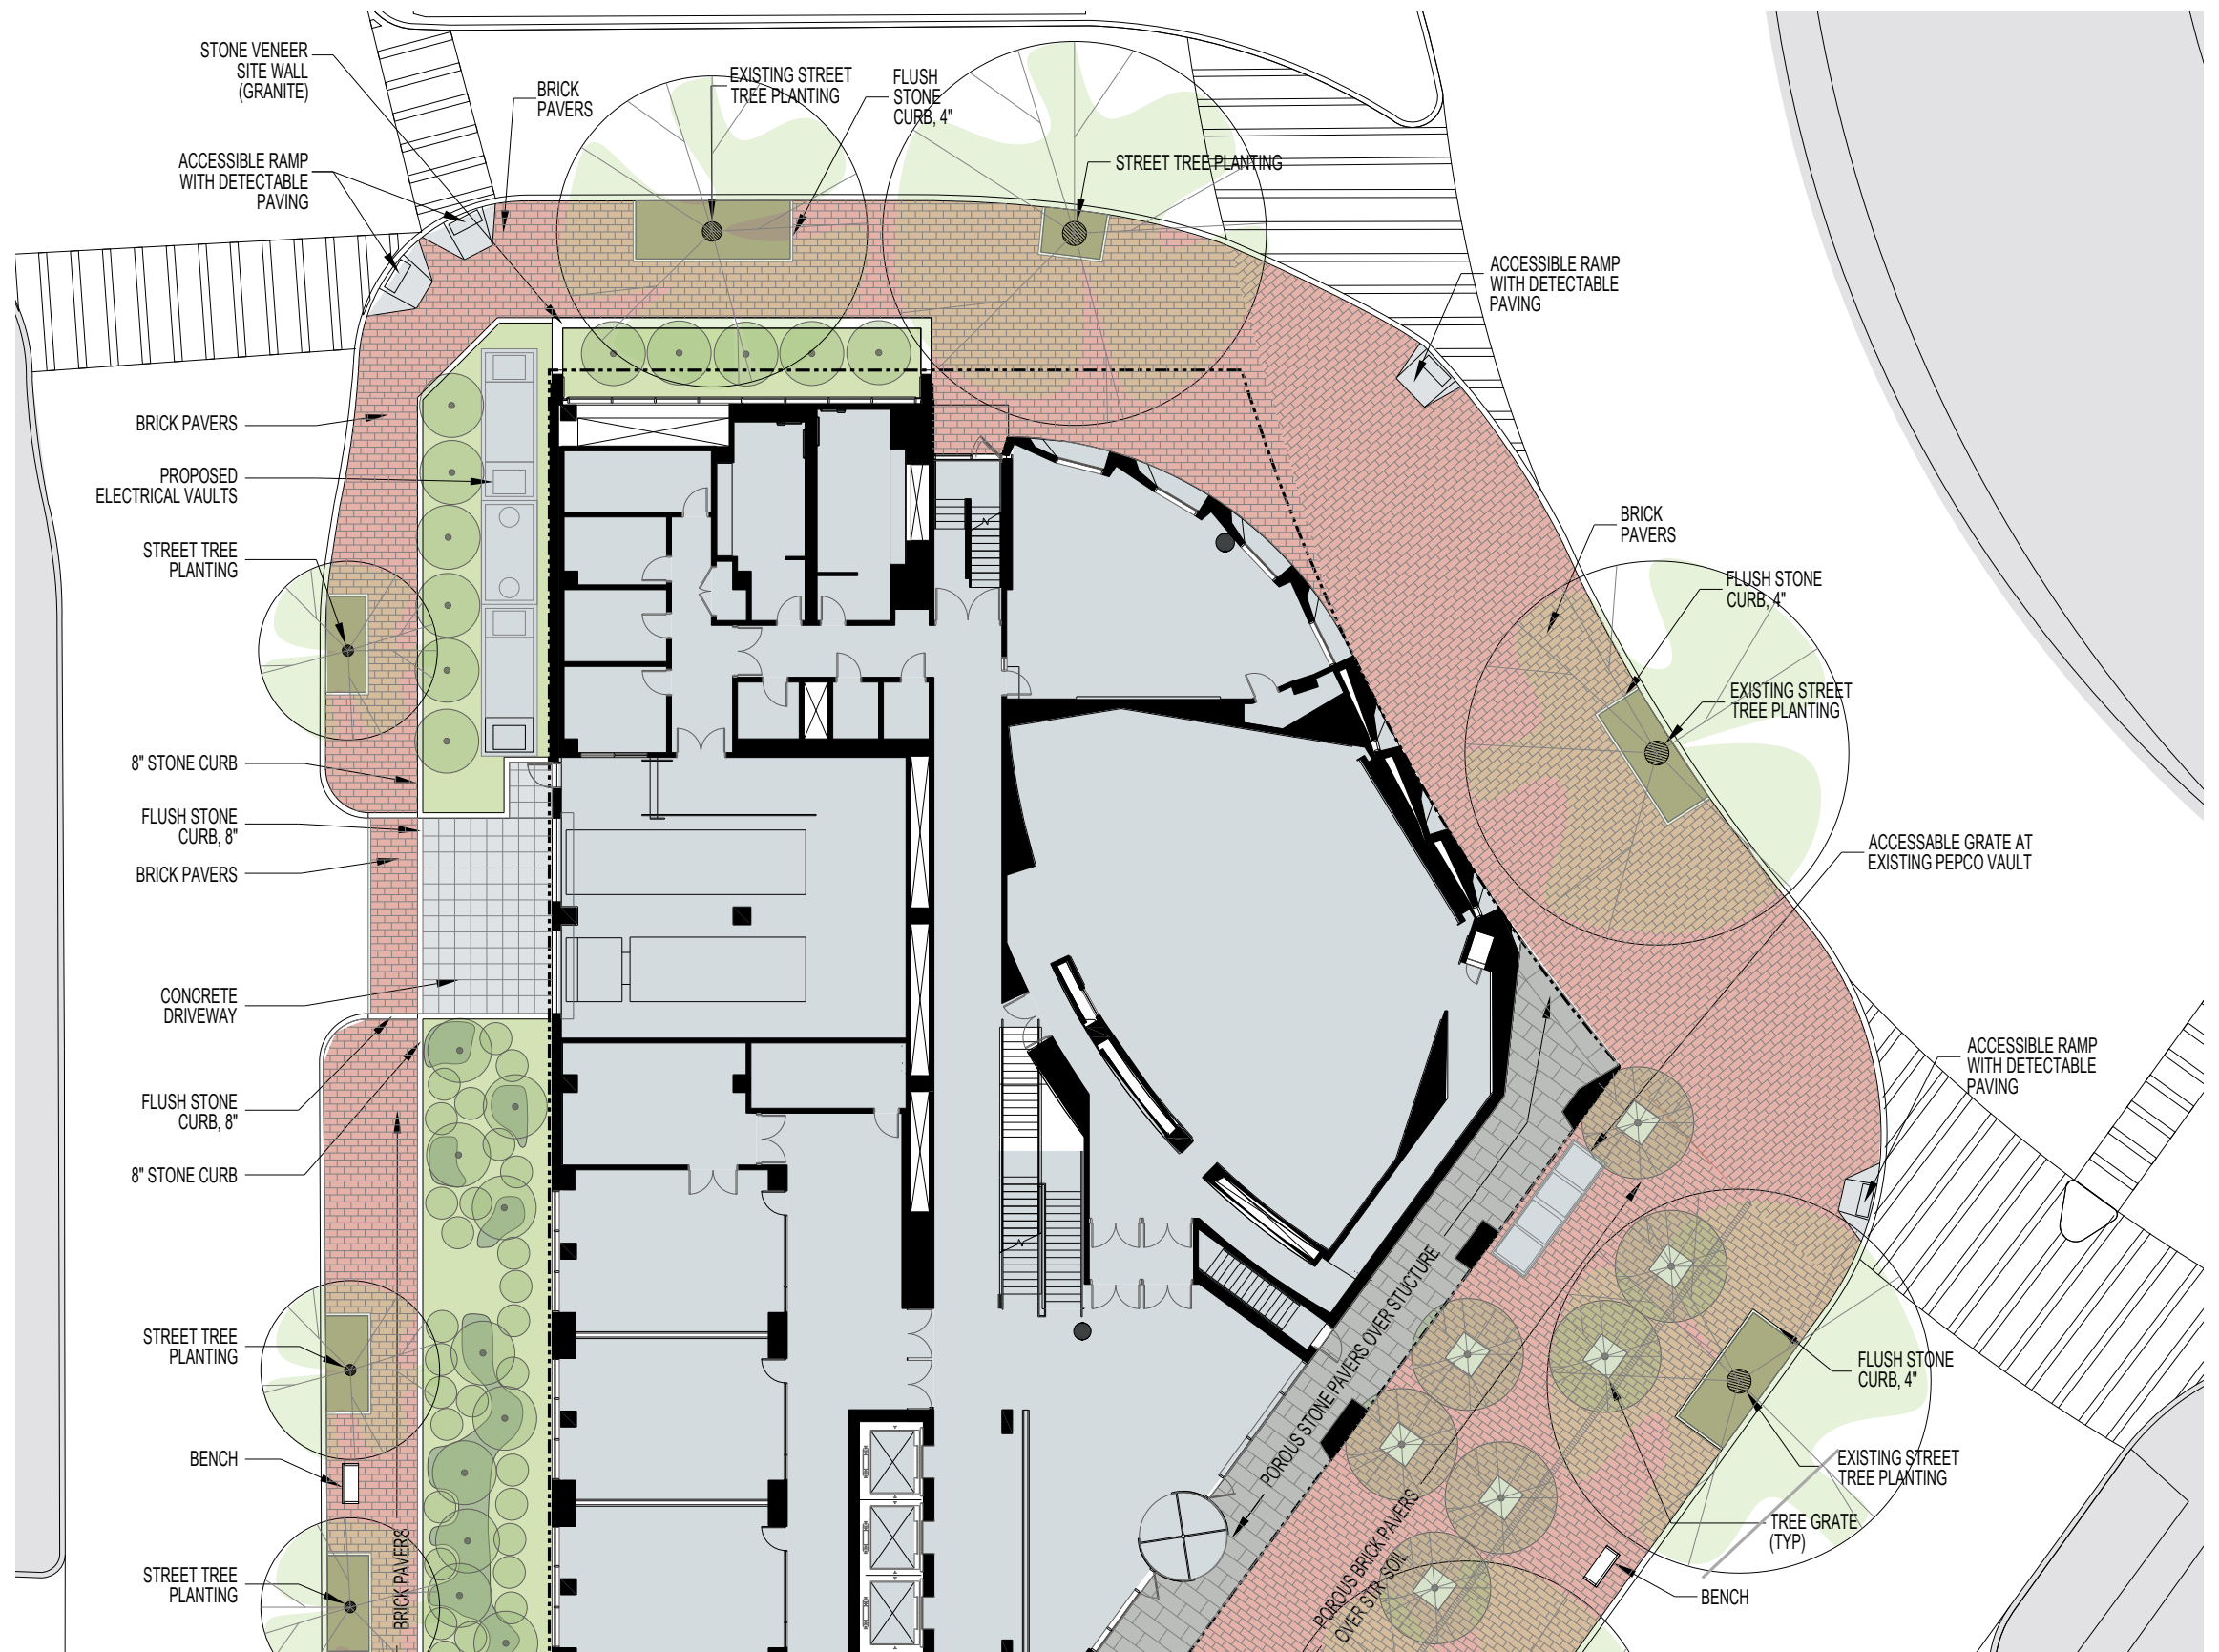 STONE VENEER
SITE WALL
(GRANITE)
BRICK
PAVERS
EXISTING STREET
TREE PLANTING
FLUSH
STONE
CURB, 4"
ACCESSIBLE RAMP
WITH DETECTABLE
PAVING
STREET TREE PLANTING
ACCESSIBLE RAMP
WITH DETECTABLE
PAVING
BRICK PAVERS
PROPOSED
ELECTRICAL VAULTS
STREET TREE
PLANTING
BRICK
PAVERS
FLUSH STONE
CURB, 4"
EXISTING STREET
TREE PLANTING
8" STONE CURB
FLUSH STONE
CURB, 8"
BRICK PAVERS
ACCESSABLE GRATE AT
EXISTING PEPCO VAULT
CONCRETE
DRIVEWAY
ACCESSIBLE RAMP
WITH DETECTABLE
PAVING
FLUSH STONE
CURB, 8"
8" STONE CURB
POROUS STONE PAVERS OVER STUCTURE
STREET TREE
PLANTING
FLUSH STONE
CURB, 4"
BENCH
EXISTING STREET
TREE PLANTING
TREE GRATE
(TYP)
BRICK PAVERS
POROUS BRICK PAVERS
OVER STR. SOIL
STREET TREE
PLANTING
BENCH